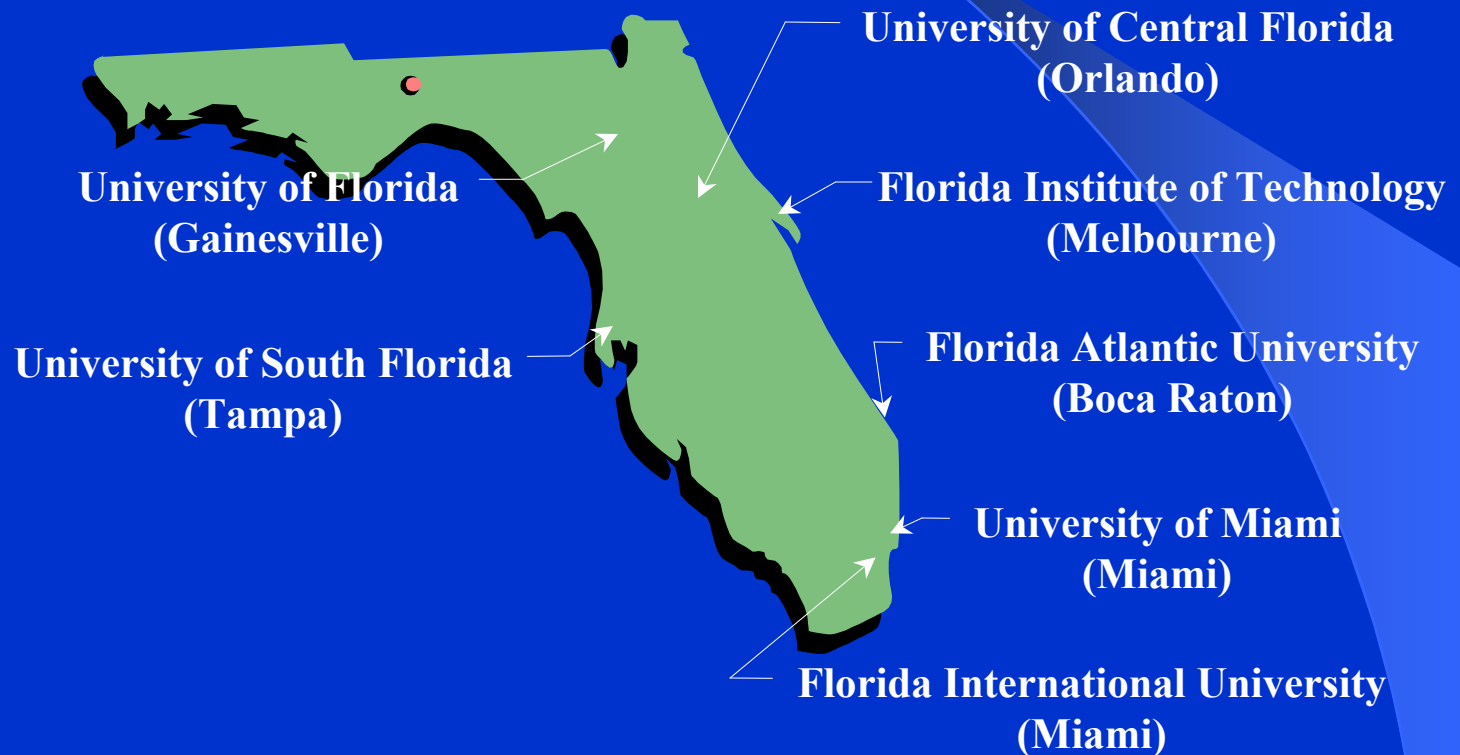 University of Central Florida
(Orlando)
University of Florida
(Gainesville)
Florida Institute of Technology
(Melbourne)
University of South Florida
(Tampa)
Florida Atlantic University
(Boca Raton)
University of Miami
(Miami)
Florida International University
(Miami)